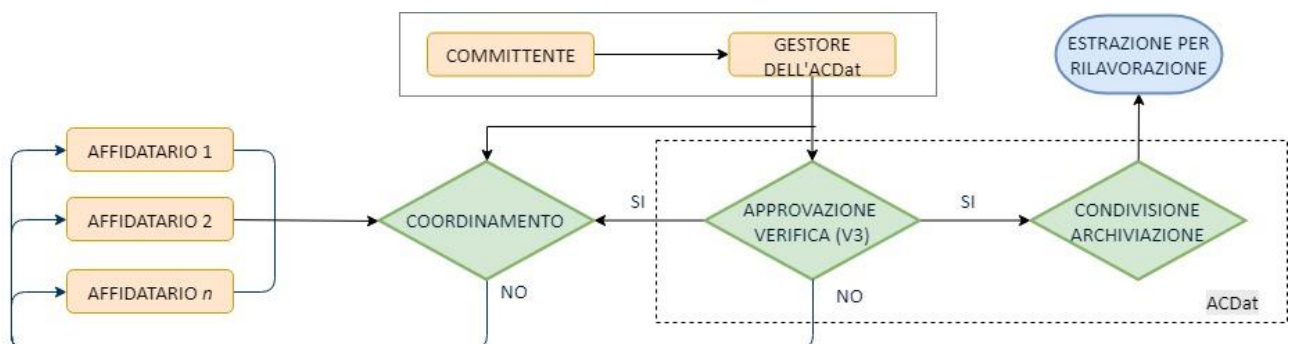 COMMITTENTE
GESTORE
DELL'ACDat
ESTRAZIONE PER
RILAVORAZIONE
AFFIDATARIO 1
AFFIDATARIO 2
AFFIDATARIO n
COORDINAMENTO
SI
APPROVAZIONE
VERIFICA (V3)
SI
CONDIVISIONE
ARCHIVIAZIONE
NO
NO
ACDat